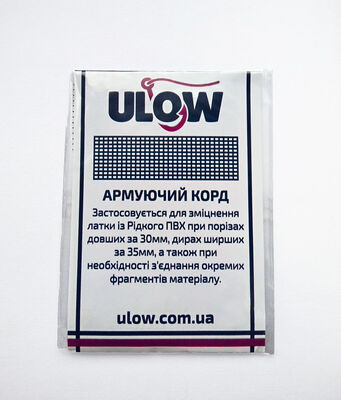 ULOW
АРМУЮЧИЙ КОРД
Застосовується для зміцнення
латки із Рідкого ПВХ при порізах
довших за 30мм, дирах ширших
за 35мм, а також при
необхідності з'єднання окремих
фрагментів матеріалу.
ulow.com.ua